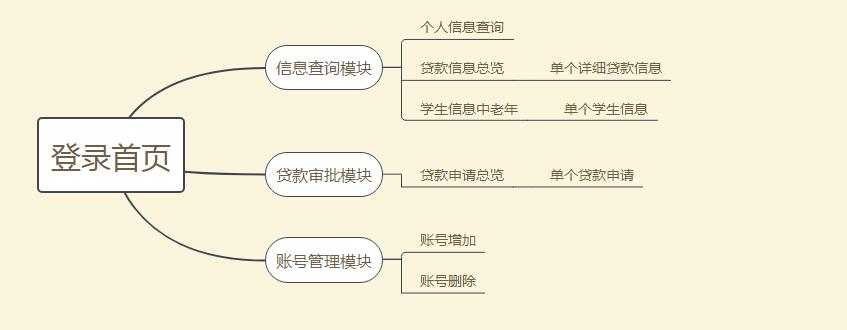 登录首页
信息查询模块
个人信息查询
贷款信息总览
单个详细贷款信息
学生信息中老年
单个学生信息
贷款审批模块
贷款申请总览
单个贷款申请
账号管理模块
账号增加
账号删除